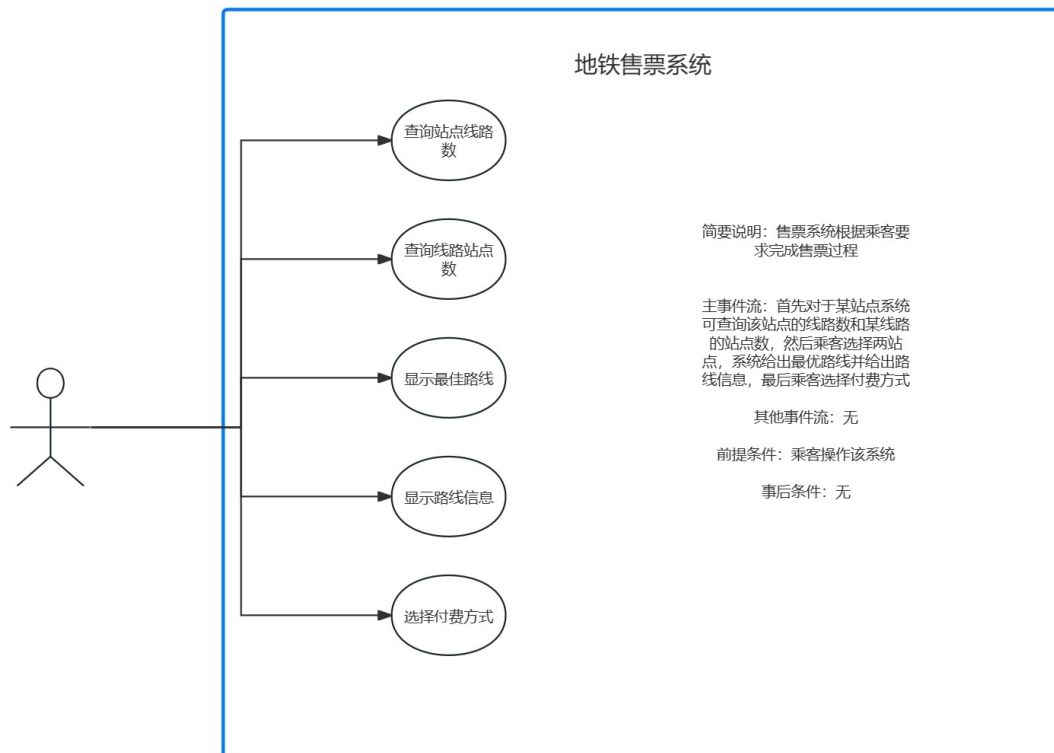 地铁售票系统
查询站点线路
数
查询线路站点
数
显示最佳路线
显示路线信息
选择付费方式
简要说明：售票系统根据乘客要
求完成售票过程
主事件流：首先对于某站点系统
可查询该站点的线路数和某线路
的站点数，然后乘客选择两站
点，系统给出最优路线并给出路
线信息，最后乘客选择付费方式
其他事件流：无
前提条件：乘客操作该系统
事后条件：无